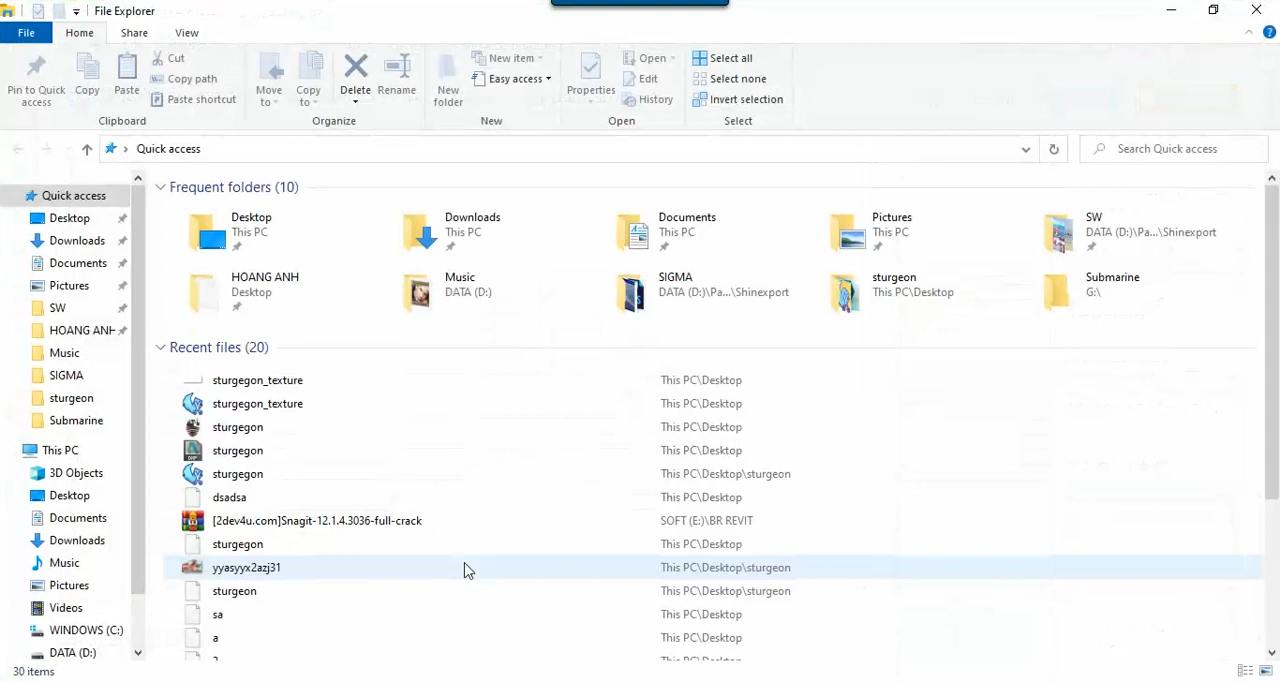 File Explorer
File Home Share View
Pin to Quick access
Copy
Paste
Cut
Copy path
Paste shortcut
Clipboard
Move to
Copy to
Delete
Rename
Organize
New folder
New item
Easy access
New
Properties
Open
Edit
History
Open
Select all
Select none
Invert selection
Select
Quick access
Search Quick access
Quick access
Desktop
Downloads
Documents
Pictures
SW
HOANG ANH
Music
SIGMA
sturgeon
Submarine
This PC
3D Objects
Desktop
Documents
Downloads
Music
Pictures
Videos
WINDOWS (C:)
DATA (D:)
Frequent folders (10)
Desktop
This PC
Downloads
This PC
Documents
This PC
Pictures
This PC
SW
DATA (D:)\Pa...\Shinexport
HOANG ANH
Desktop
Music
DATA (D:)
SIGMA
DATA (D:)\Pa...\Shinexport
sturgeon
This PC\Desktop
Submarine
G:\
Recent files (20)
sturgegon_texture This PC\Desktop
sturgegon_texture This PC\Desktop
sturgegon This PC\Desktop
sturgegon This PC\Desktop
sturgegon This PC\Desktop\sturgeon
dsadsa This PC\Desktop
[2dev4u.com]Snagit-12.1.4.3036-full-crack SOFT (E:)\BR REVIT
sturgegon This PC\Desktop
yyasyyx2azj31 This PC\Desktop\sturgeon
sturgeon This PC\Desktop\sturgeon
sa This PC\Desktop
a This PC\Desktop
30 items